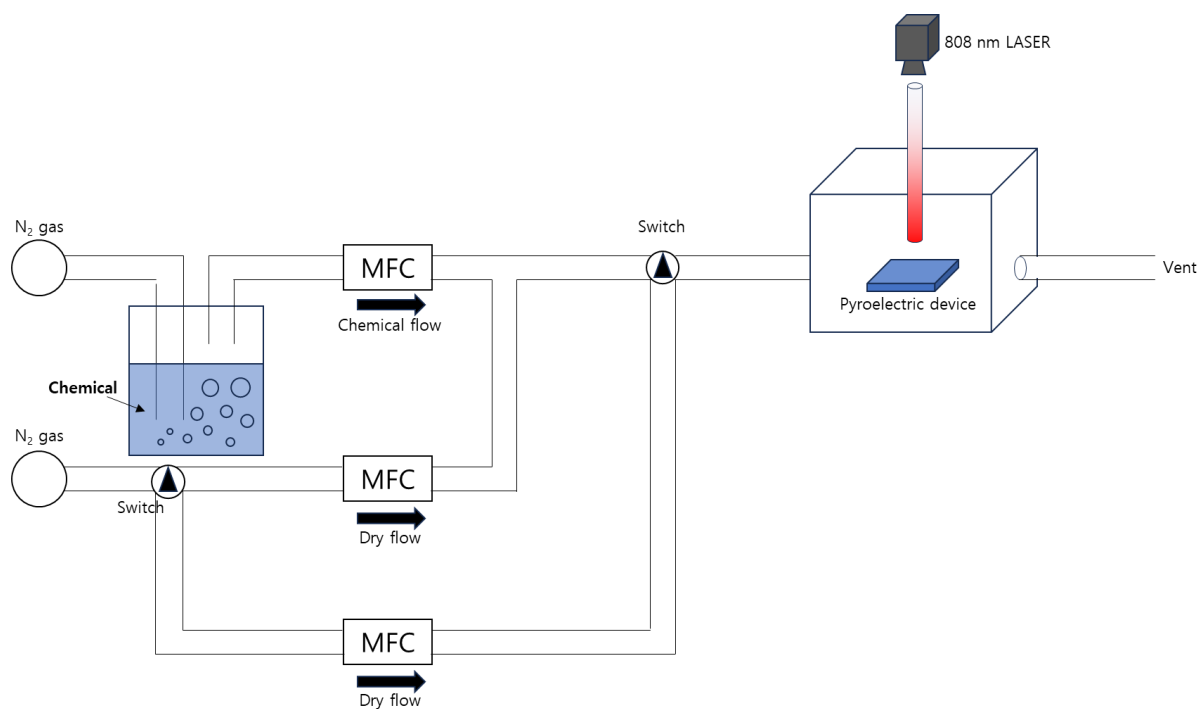 808 nm LASER
N₂ gas
Switch
MFC
Chemical flow
Vent
Pyroelectric device
Chemical
N₂ gas
Switch
MFC
Dry flow
MFC
Dry flow